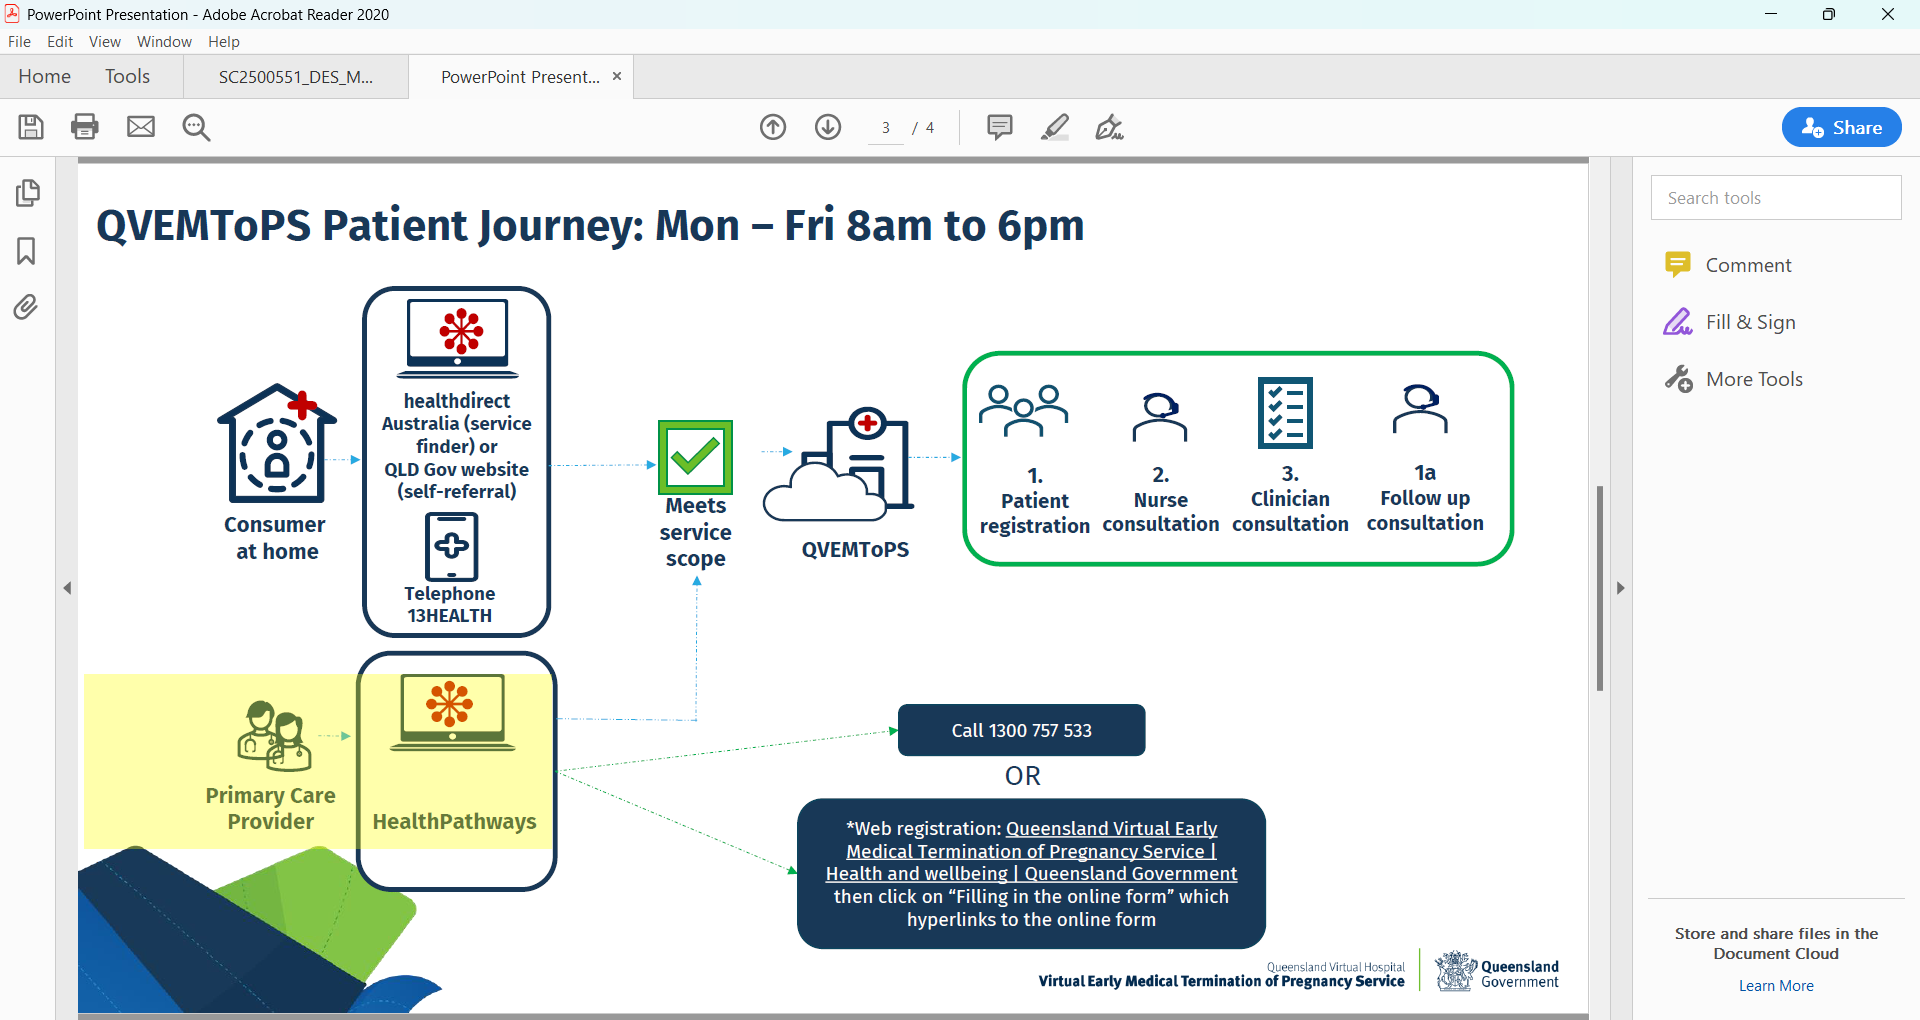 PowerPoint Presentation - Adobe Acrobat Reader 2020
File Edit View Window Help
Home Tools SC2500551_DES_M... PowerPoint Present... ×
3 / 4
Share
Search tools
Comment
Fill & Sign
More Tools
Store and share files in the
Document Cloud
Learn More
QVEMToPS Patient Journey: Mon – Fri 8am to 6pm
Consumer
at home
healthdirect
Australia (service
finder) or
QLD Gov website
(self-referral)
Telephone
13HEALTH
Meets
service
scope
QVEMToPS
1.
Patient
registration
2.
Nurse
consultation
3.
Clinician
consultation
1a
Follow up
consultation
Primary Care
Provider
HealthPathways
Call 1300 757 533
OR
*Web registration: Queensland Virtual Early
Medical Termination of Pregnancy Service |
Health and wellbeing | Queensland Government
then click on “Filling in the online form” which
hyperlinks to the online form
Queensland Virtual Hospital
Virtual Early Medical Termination of Pregnancy Service
Queensland
Government